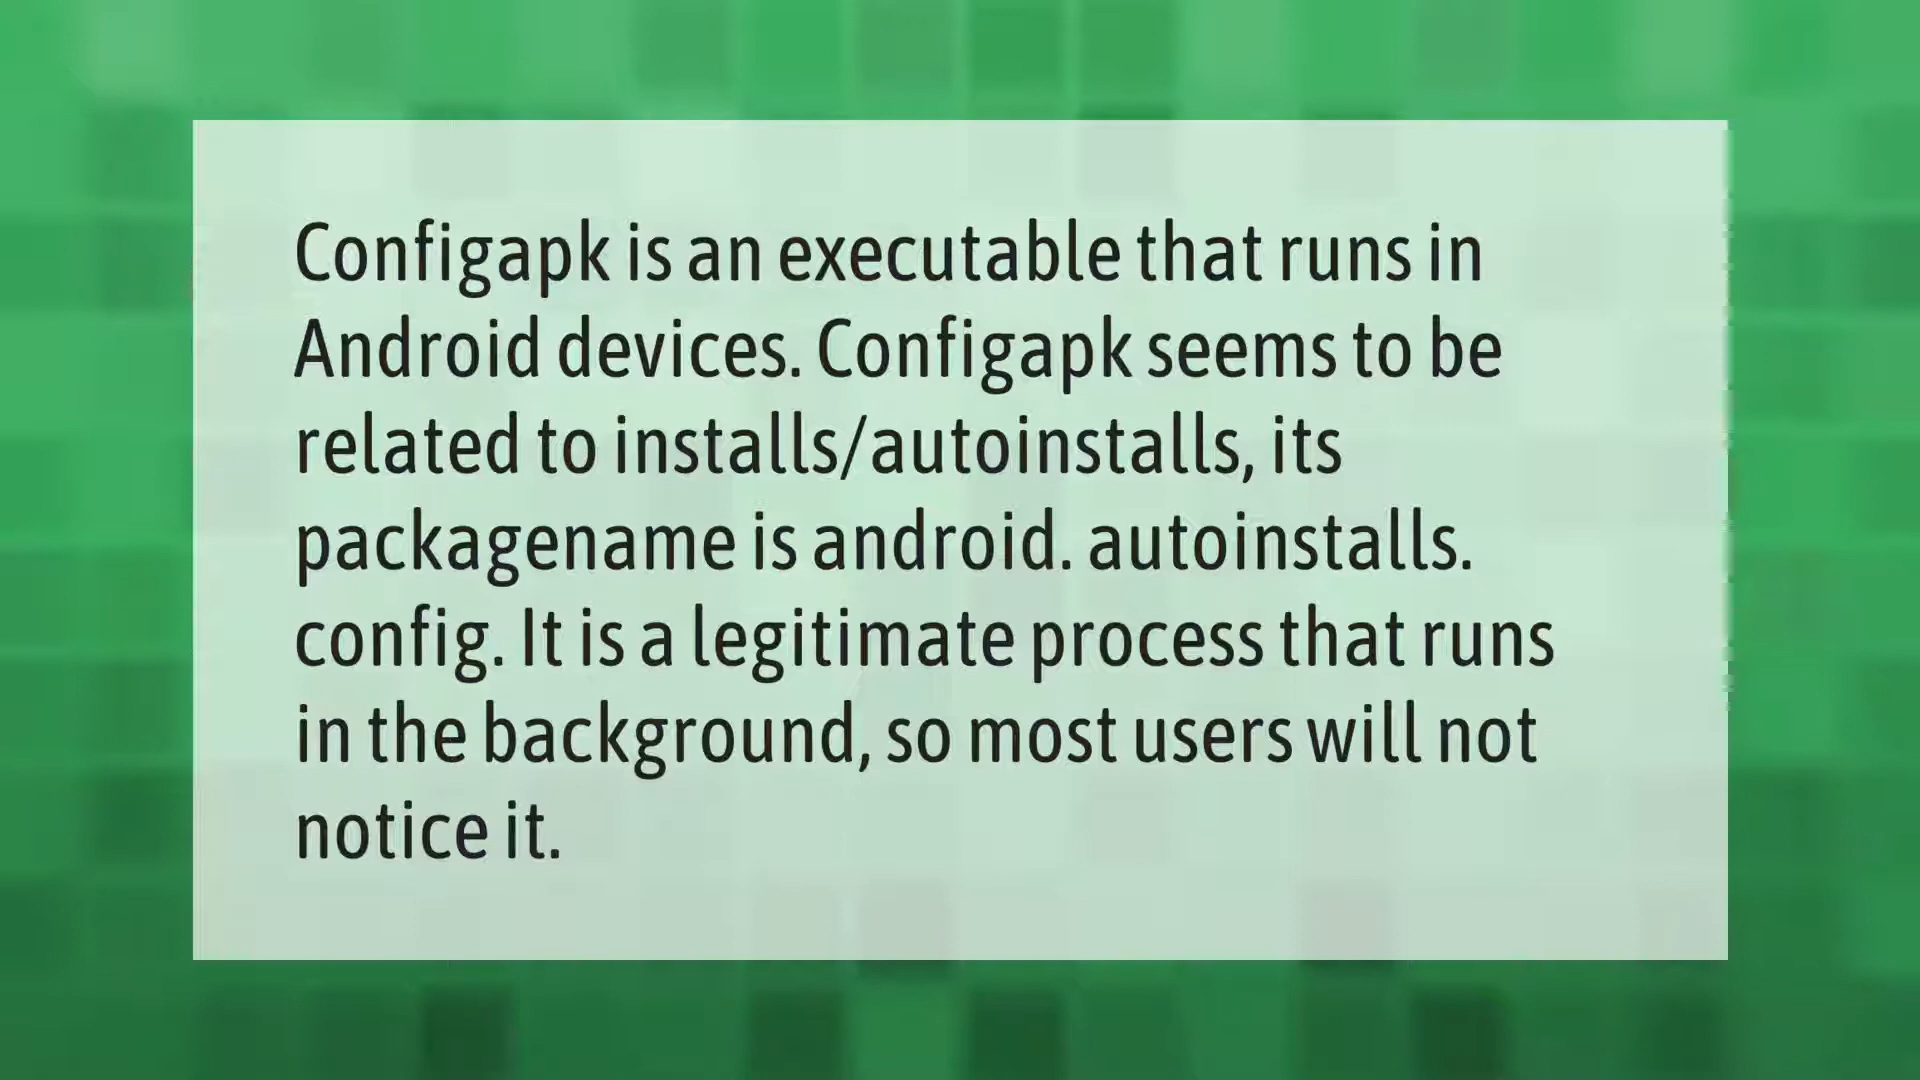 Configapk is an executable that runs in
Android devices. Configapk seems to be
related to installs/autoinstalls, its
packagename is android. autoinstalls.
config. It is a legitimate process that runs
in the background, so most users will not
notice it.